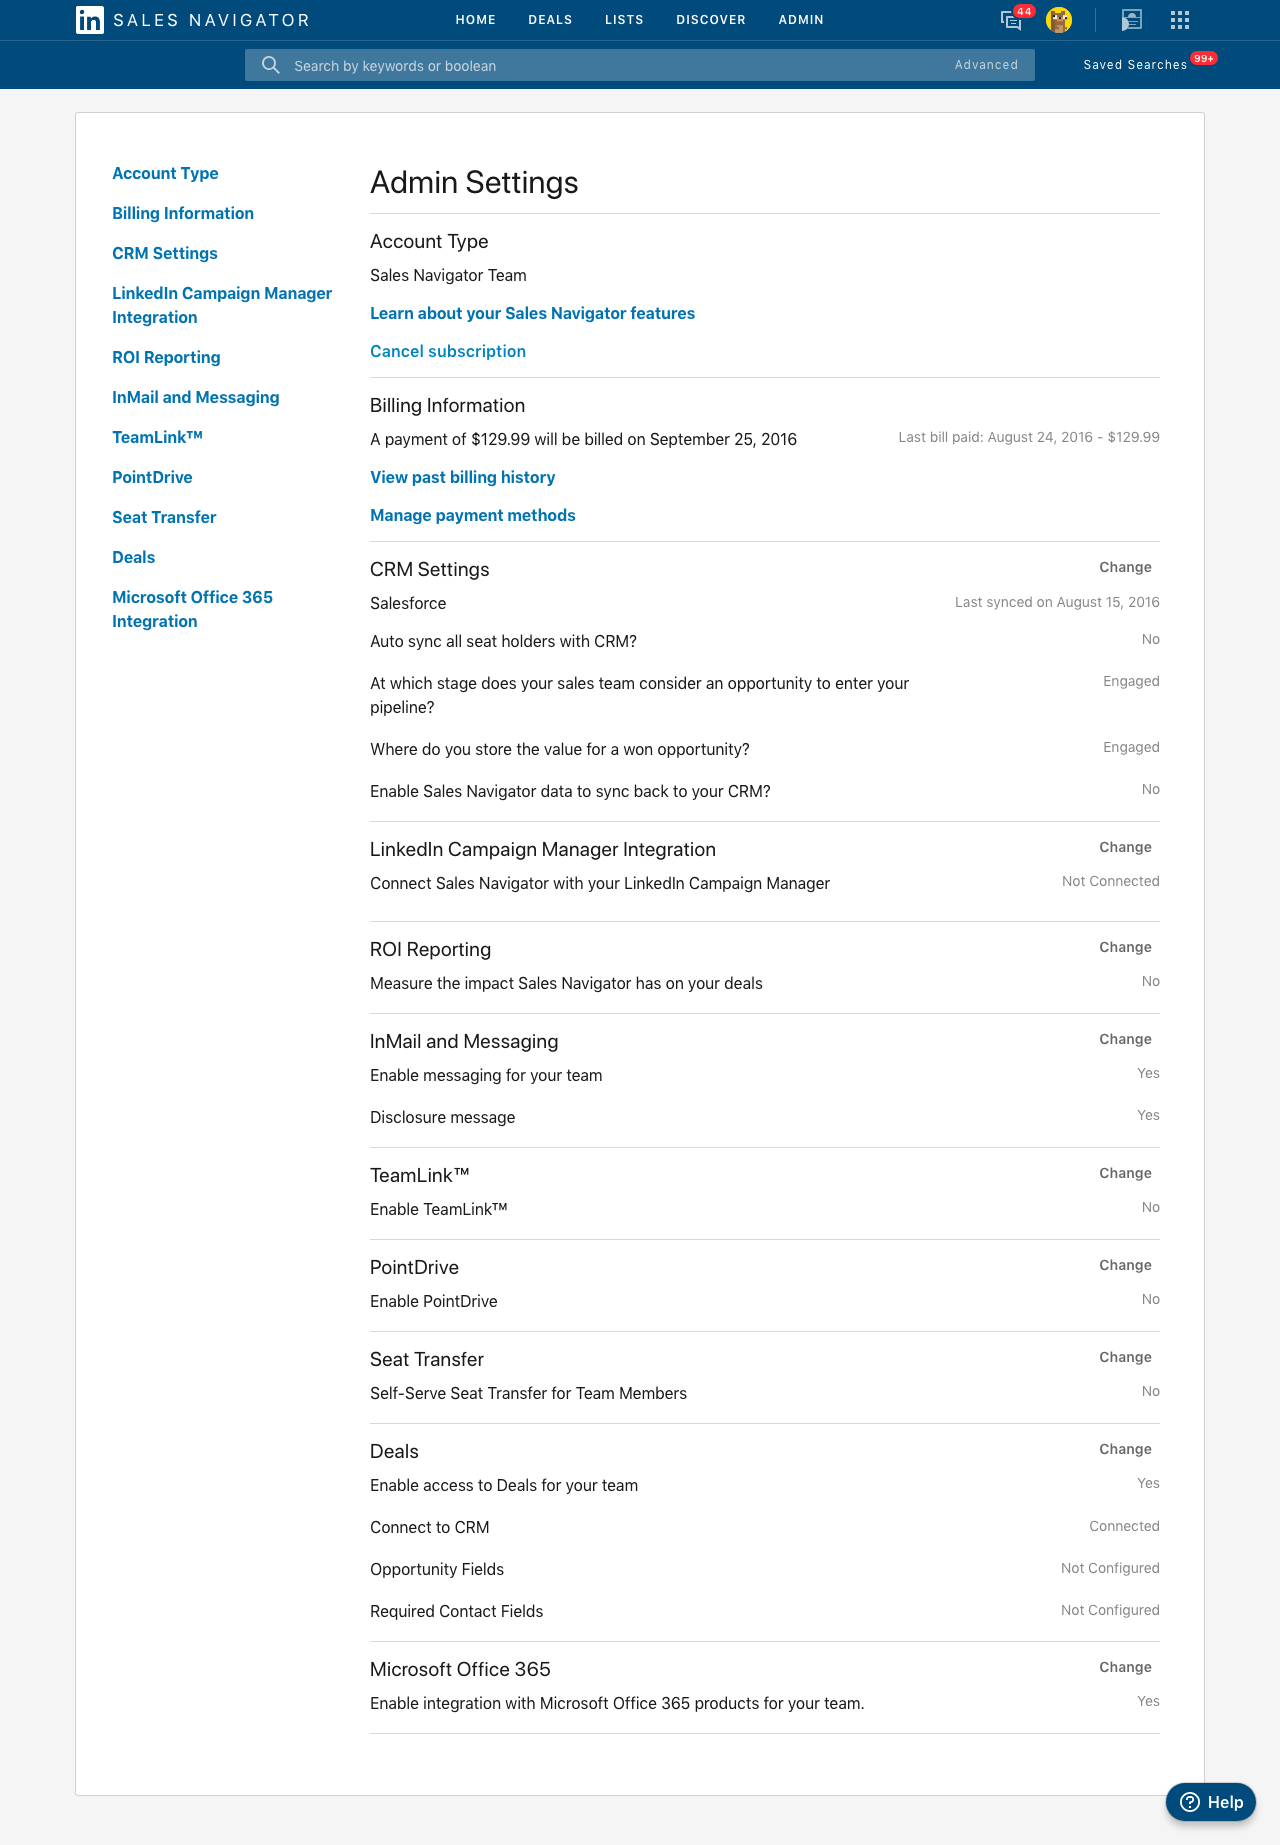 in SALES NAVIGATOR
HOME DEALS LISTS DISCOVER ADMIN
44
Search by keywords or boolean Advanced Saved Searches 99+
Account Type
Billing Information
CRM Settings
LinkedIn Campaign Manager
Integration
ROI Reporting
InMail and Messaging
TeamLink™
PointDrive
Seat Transfer
Deals
Microsoft Office 365
Integration
Admin Settings
Account Type
Sales Navigator Team
Learn about your Sales Navigator features
Cancel subscription
Billing Information
A payment of $129.99 will be billed on September 25, 2016 Last bill paid: August 24, 2016 - $129.99
View past billing history
Manage payment methods
CRM Settings Change
Salesforce Last synced on August 15, 2016
Auto sync all seat holders with CRM? No
At which stage does your sales team consider an opportunity to enter your Engaged
pipeline?
Where do you store the value for a won opportunity? Engaged
Enable Sales Navigator data to sync back to your CRM? No
LinkedIn Campaign Manager Integration Change
Connect Sales Navigator with your LinkedIn Campaign Manager Not Connected
ROI Reporting Change
Measure the impact Sales Navigator has on your deals No
InMail and Messaging Change
Enable messaging for your team Yes
Disclosure message Yes
TeamLink™ Change
Enable TeamLink™ No
PointDrive Change
Enable PointDrive No
Seat Transfer Change
Self-Serve Seat Transfer for Team Members No
Deals Change
Enable access to Deals for your team Yes
Connect to CRM Connected
Opportunity Fields Not Configured
Required Contact Fields Not Configured
Microsoft Office 365 Change
Enable integration with Microsoft Office 365 products for your team. Yes
Help